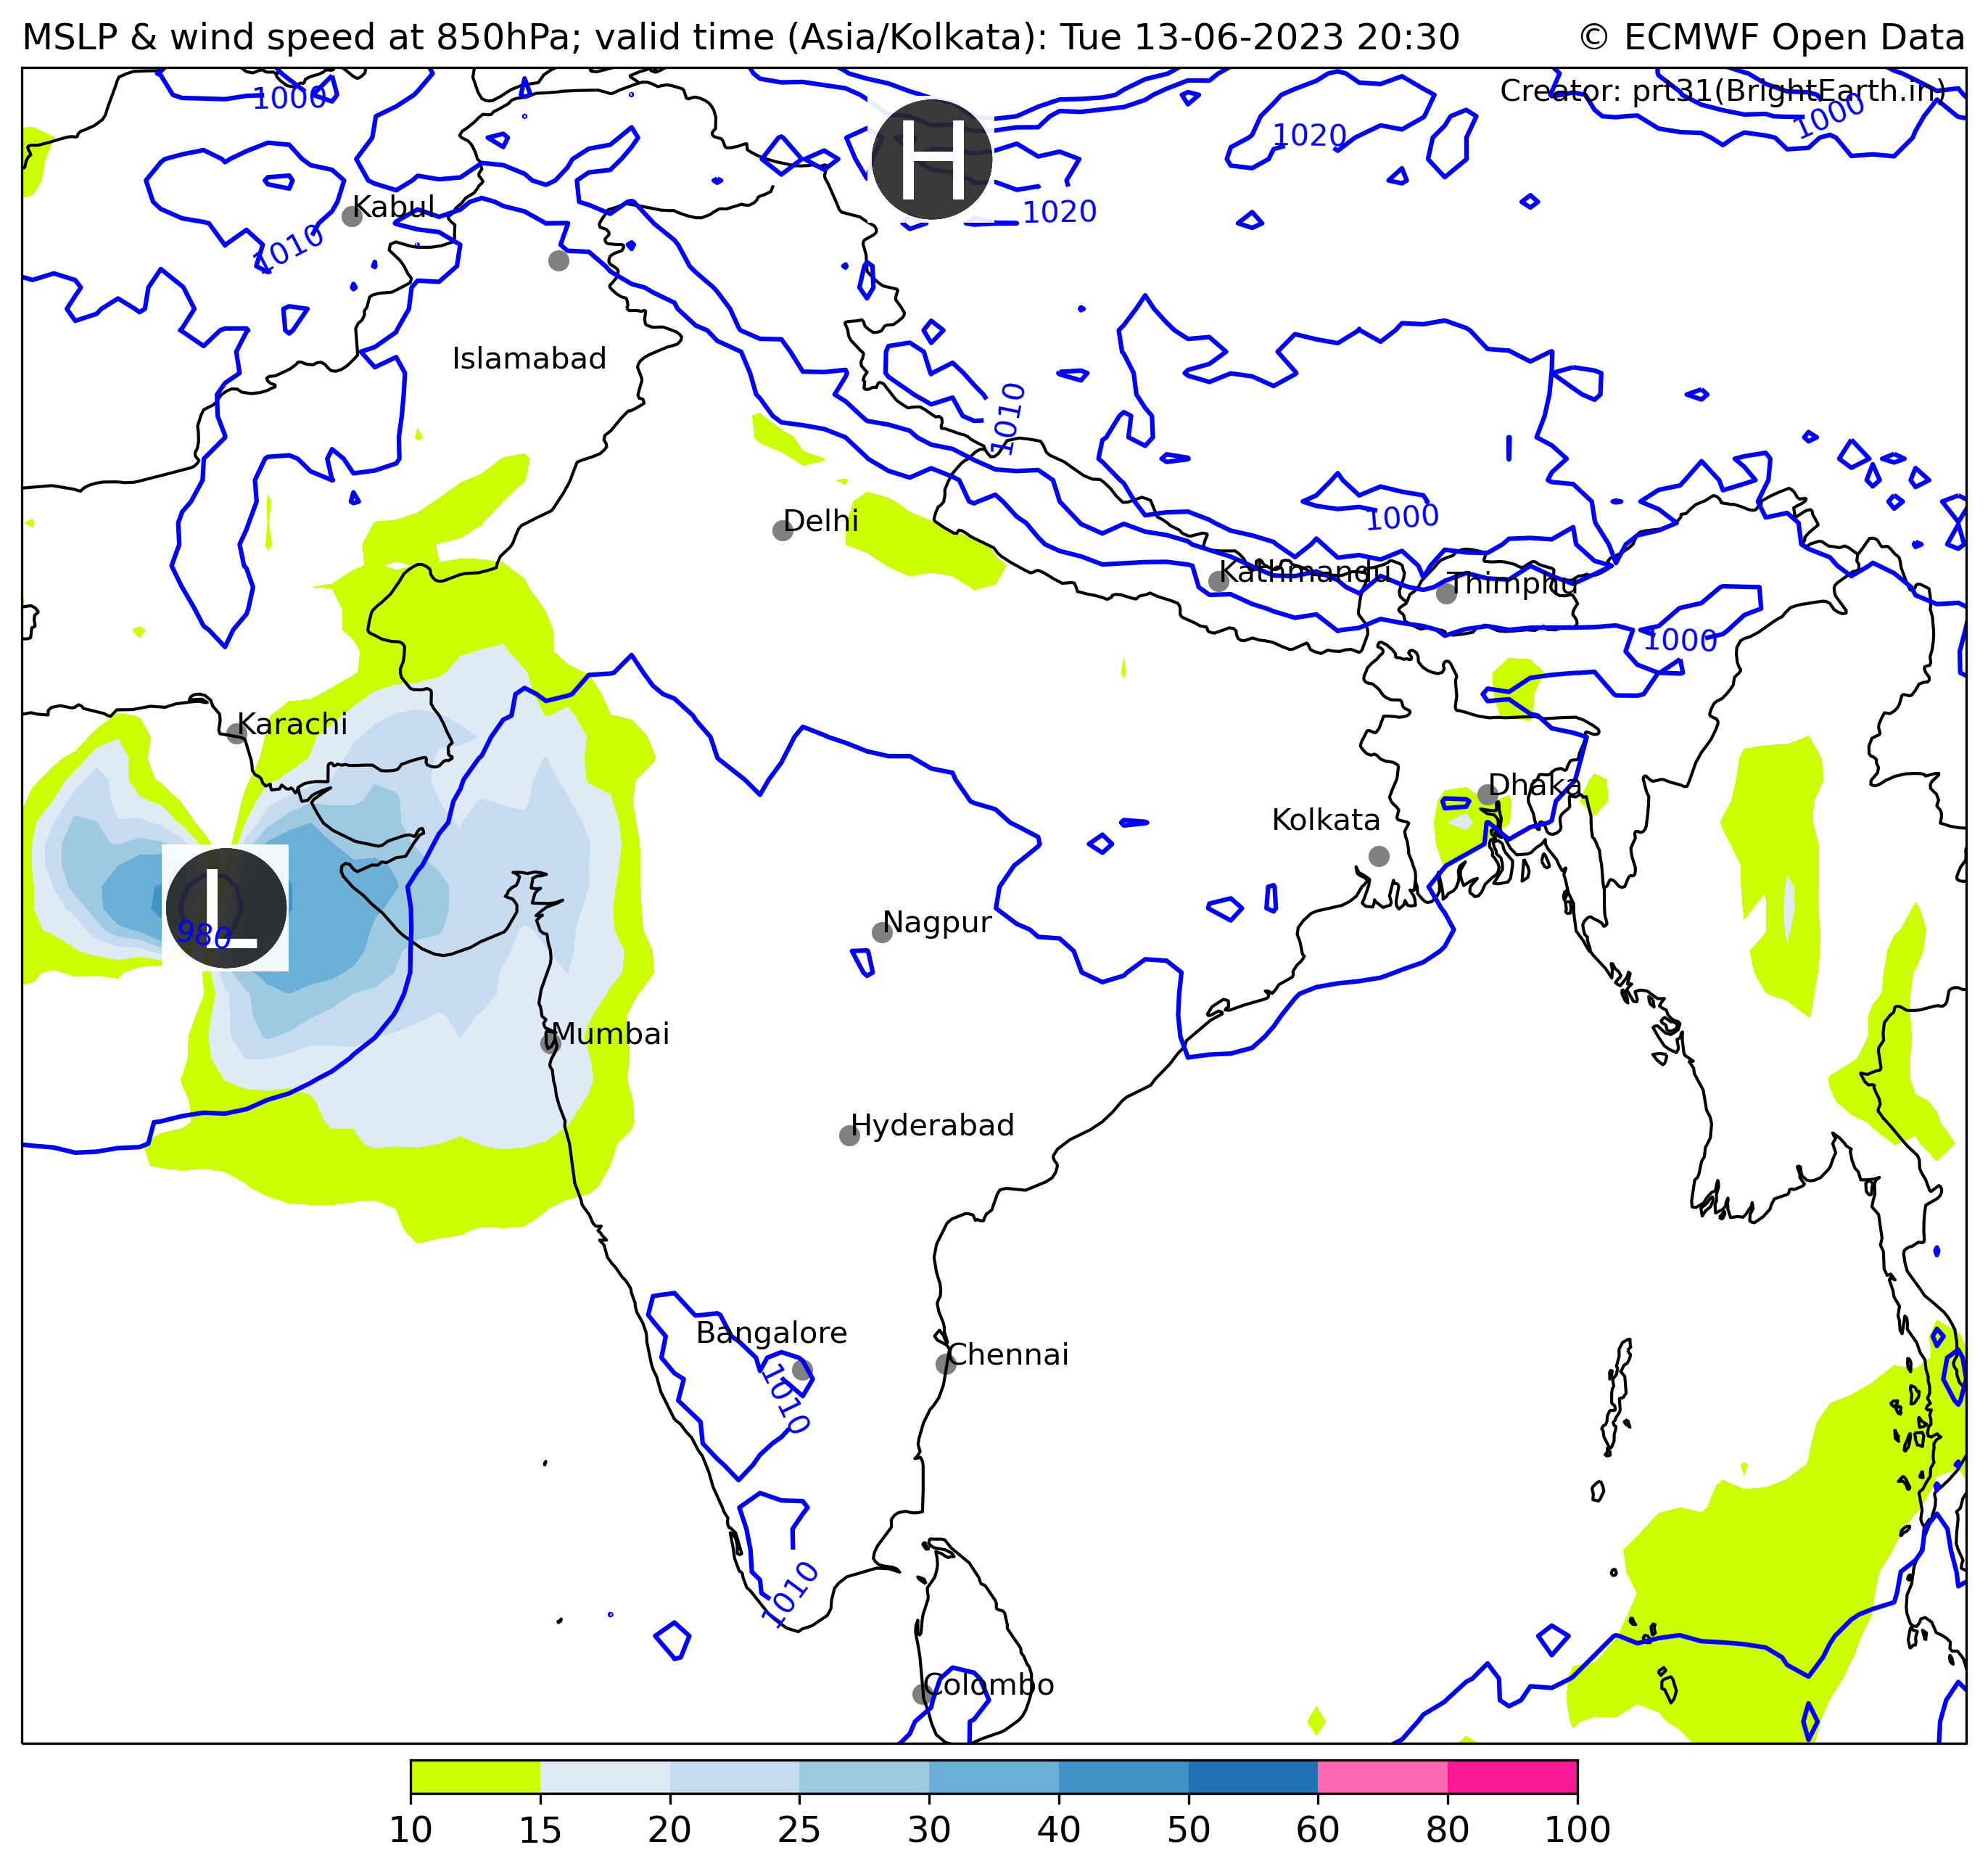 MSLP & wind speed at 850hPa; valid time (Asia/Kolkata): Tue 13-06-2023 20:30
© ECMWF Open Data
Creator: prt31(BrightEarth.in)
1000
1000
H
1020
1020
Kabul
1010
Islamabad
1010
Delhi
1000
Kathmandu
Thimphu
1000
Karachi
Dhaka
Kolkata
L
980
Nagpur
Mumbai
Hyderabad
Bangalore
Chennai
1010
1010
Colombo
10 15 20 25 30 40 50 60 80 100